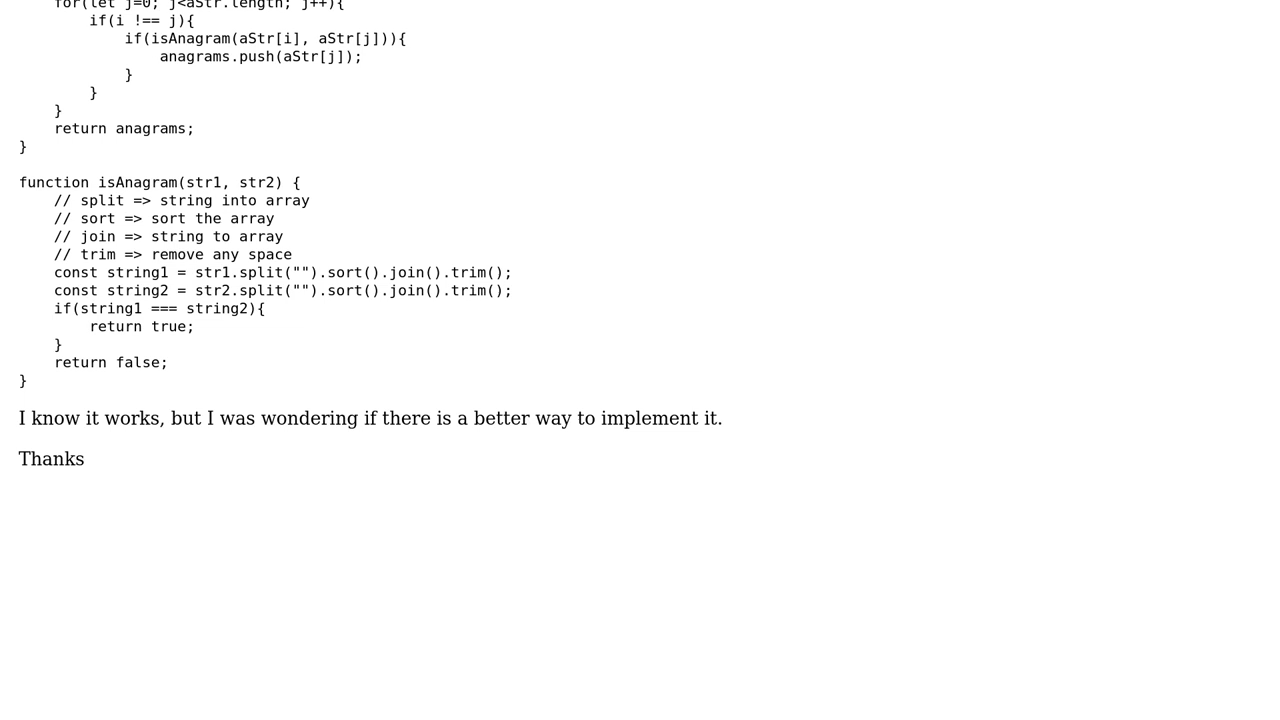 for(let j=0; j<aStr.length; j++){
        if(i !== j){
            if(isAnagram(aStr[i], aStr[j])){
                anagrams.push(aStr[j]);
            }
        }
    }
    return anagrams;
}

function isAnagram(str1, str2) {
    // split => string into array
    // sort => sort the array
    // join => string to array
    // trim => remove any space
    const string1 = str1.split("").sort().join().trim();
    const string2 = str2.split("").sort().join().trim();
    if(string1 === string2){
        return true;
    }
    return false;
}
I know it works, but I was wondering if there is a better way to implement it.
Thanks